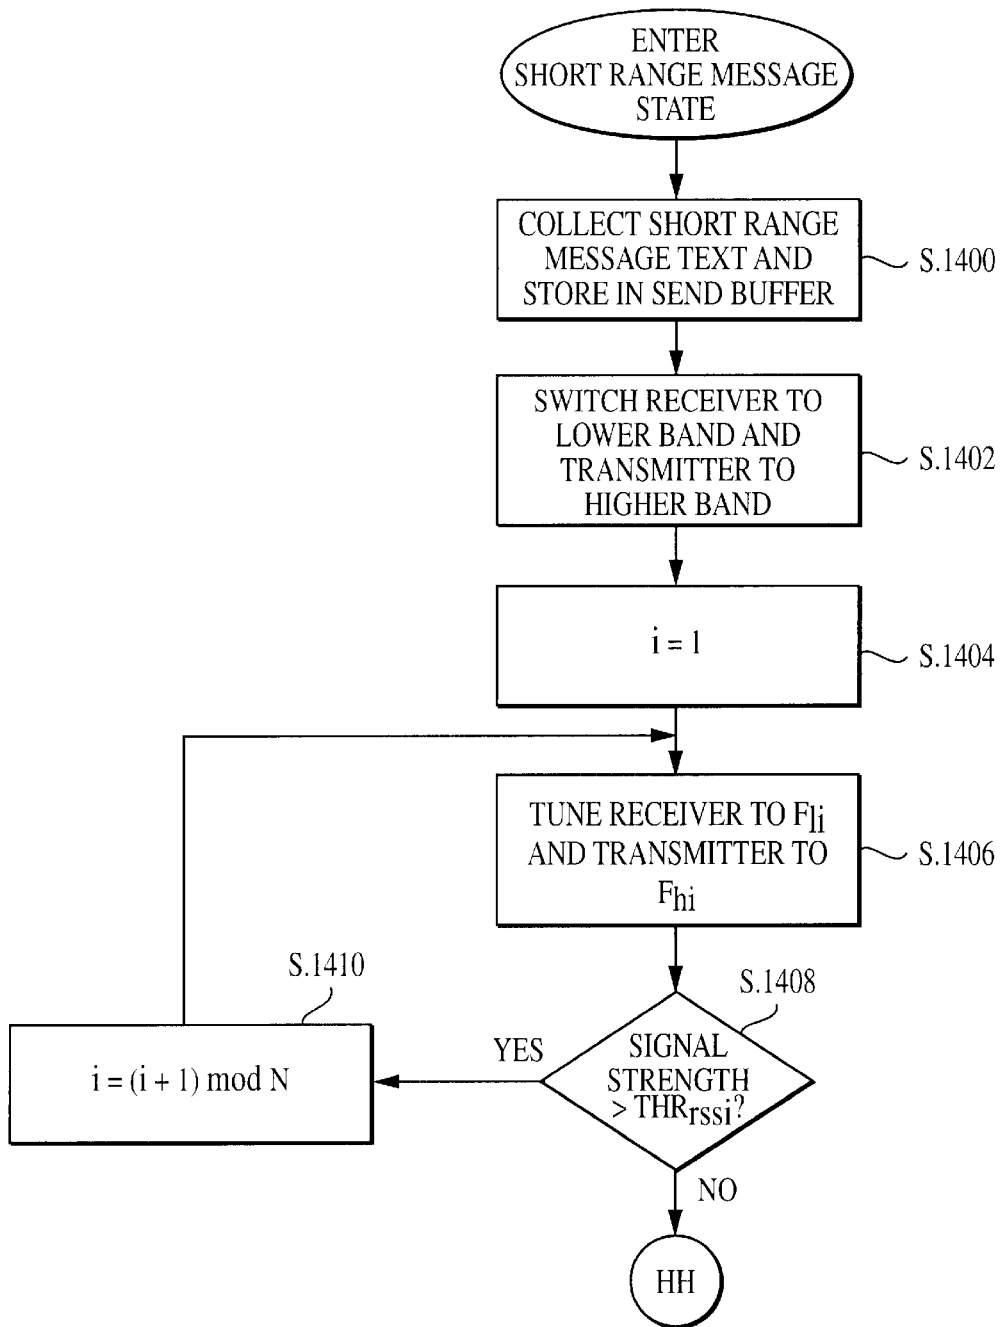 ENTER
SHORT RANGE MESSAGE
STATE
COLLECT SHORT RANGE
MESSAGE TEXT AND
STORE IN SEND BUFFER
S.1400
SWITCH RECEIVER TO
LOWER BAND AND
TRANSMITTER TO
HIGHER BAND
S.1402
i = 1
S.1404
TUNE RECEIVER TO Fli
AND TRANSMITTER TO
Fhi
S.1406
S.1410
i = (i + 1) mod N
S.1408
SIGNAL
STRENGTH
> THRrssi?
YES
NO
HH